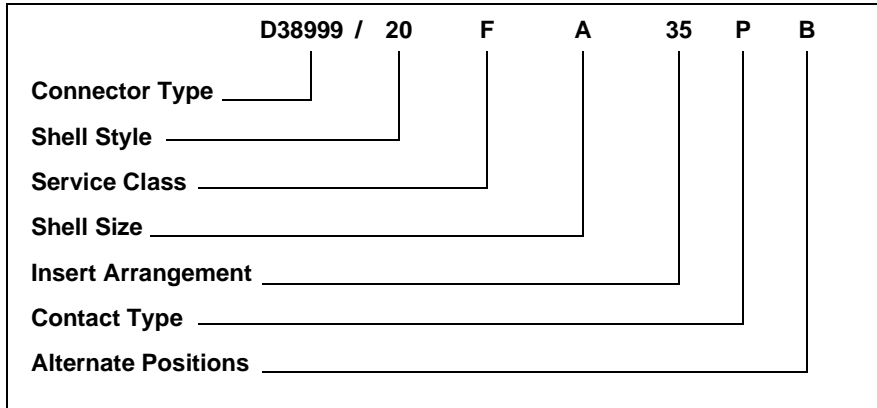 D38999 / 20 F A 35 P B
Connector Type
Shell Style
Service Class
Shell Size
Insert Arrangement
Contact Type
Alternate Positions